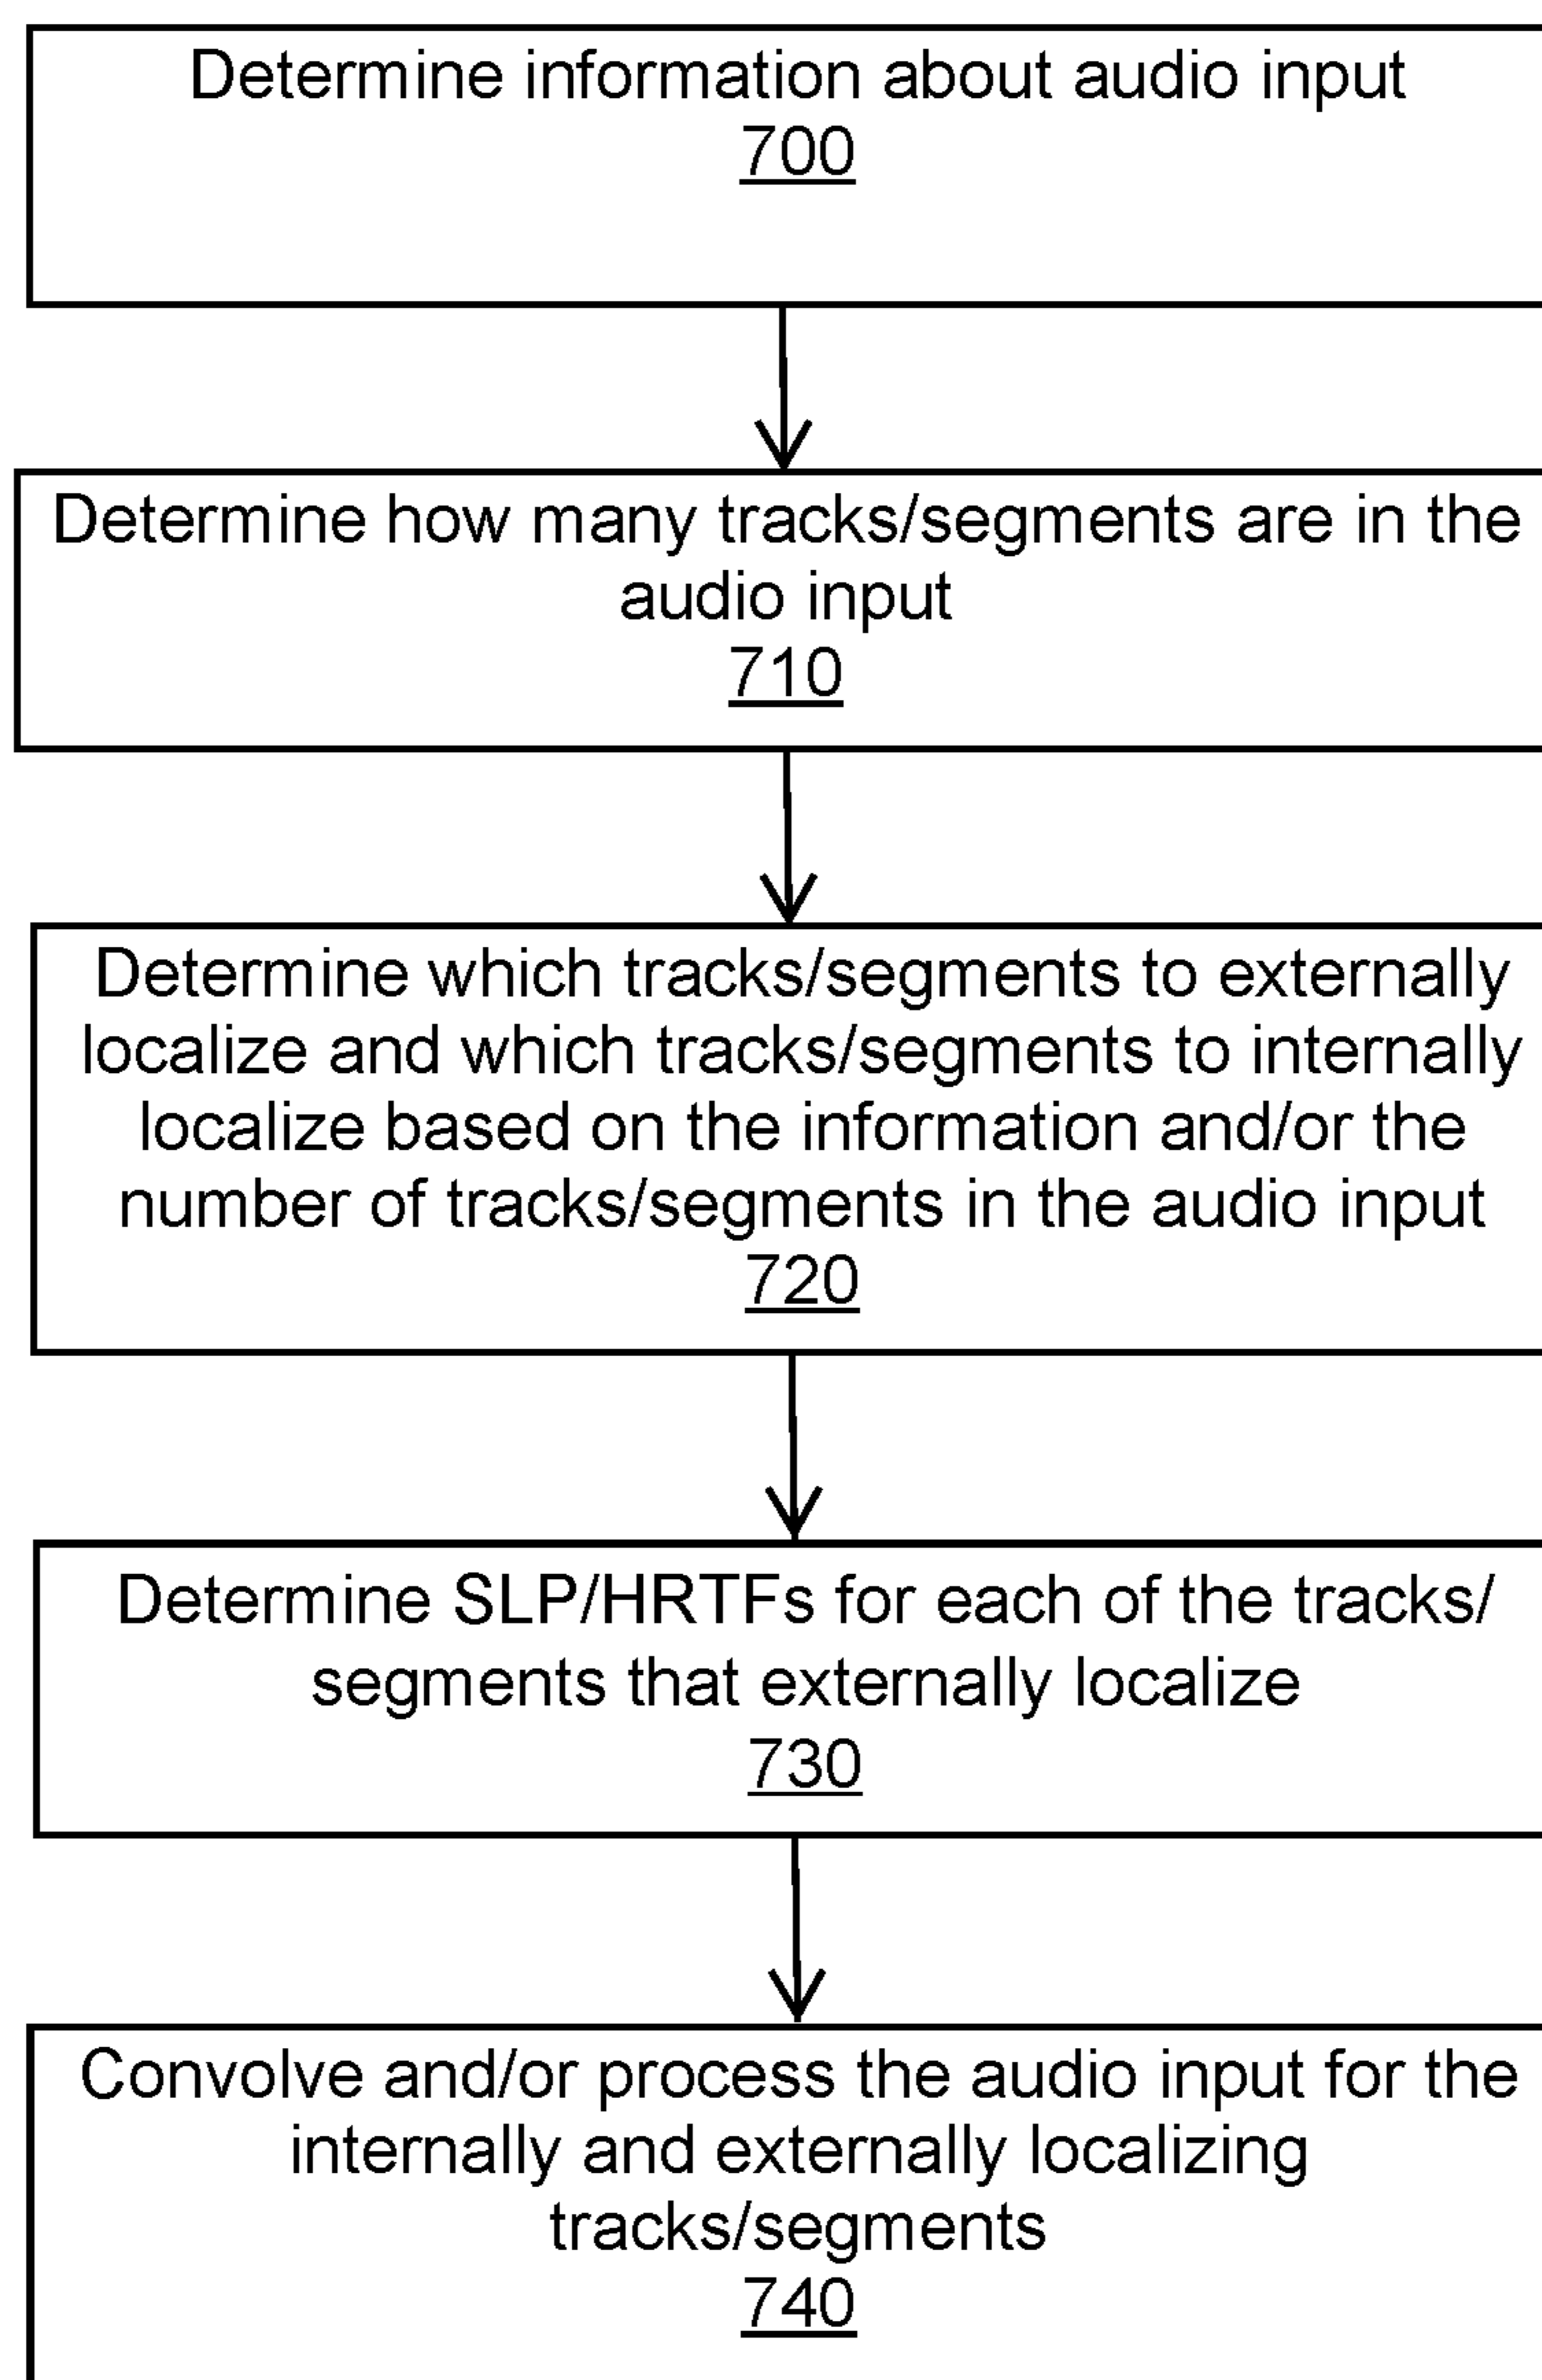 Determine information about audio input
700
Determine how many tracks/segments are in the
audio input
710
Determine which tracks/segments to externally
localize and which tracks/segments to internally
localize based on the information and/or the
number of tracks/segments in the audio input
720
Determine SLP/HRTFs for each of the tracks/
segments that externally localize
730
Convolve and/or process the audio input for the
internally and externally localizing
tracks/segments
740